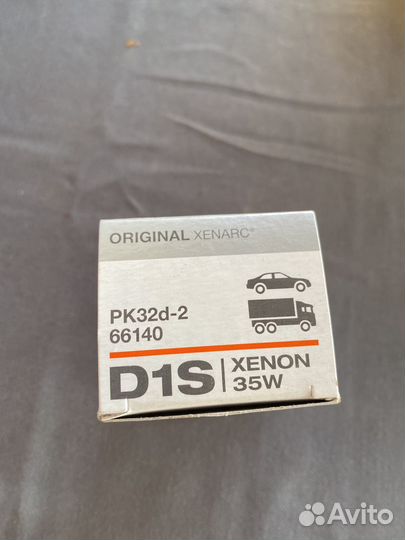 ORIGINAL XENARC®
PK32d-2
66140
D1S XENON
35W
Avito